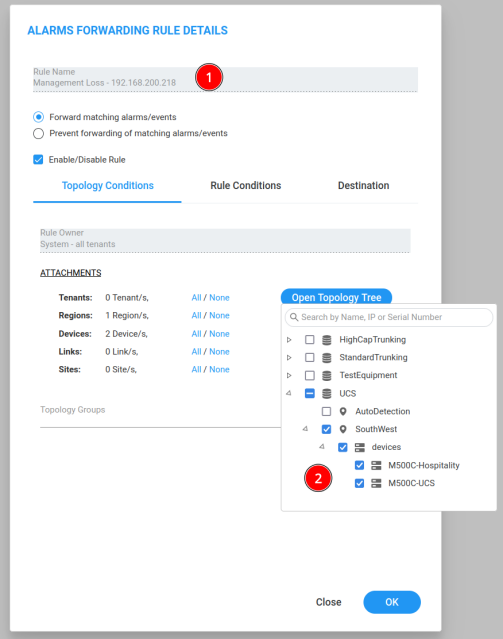 ALARMS FORWARDING RULE DETAILS
Rule Name
Management Loss - 192.168.200.218
1
Forward matching alarms/events
Prevent forwarding of matching alarms/events
Enable/Disable Rule
Topology Conditions Rule Conditions Destination
Rule Owner
System - all tenants
ATTACHMENTS
Tenants: 0 Tenant/s, All / None Open Topology Tree
Regions: 1 Region/s, All / None
Devices: 2 Device/s, All / None
Links: 0 Link/s, All / None
Sites: 0 Site/s, All / None
Topology Groups
Search by Name, IP or Serial Number
HighCapTrunking
StandardTrunking
TestEquipment
UCS
AutoDetection
SouthWest
devices
M500C-Hospitality
2
M500C-UCS
Close OK